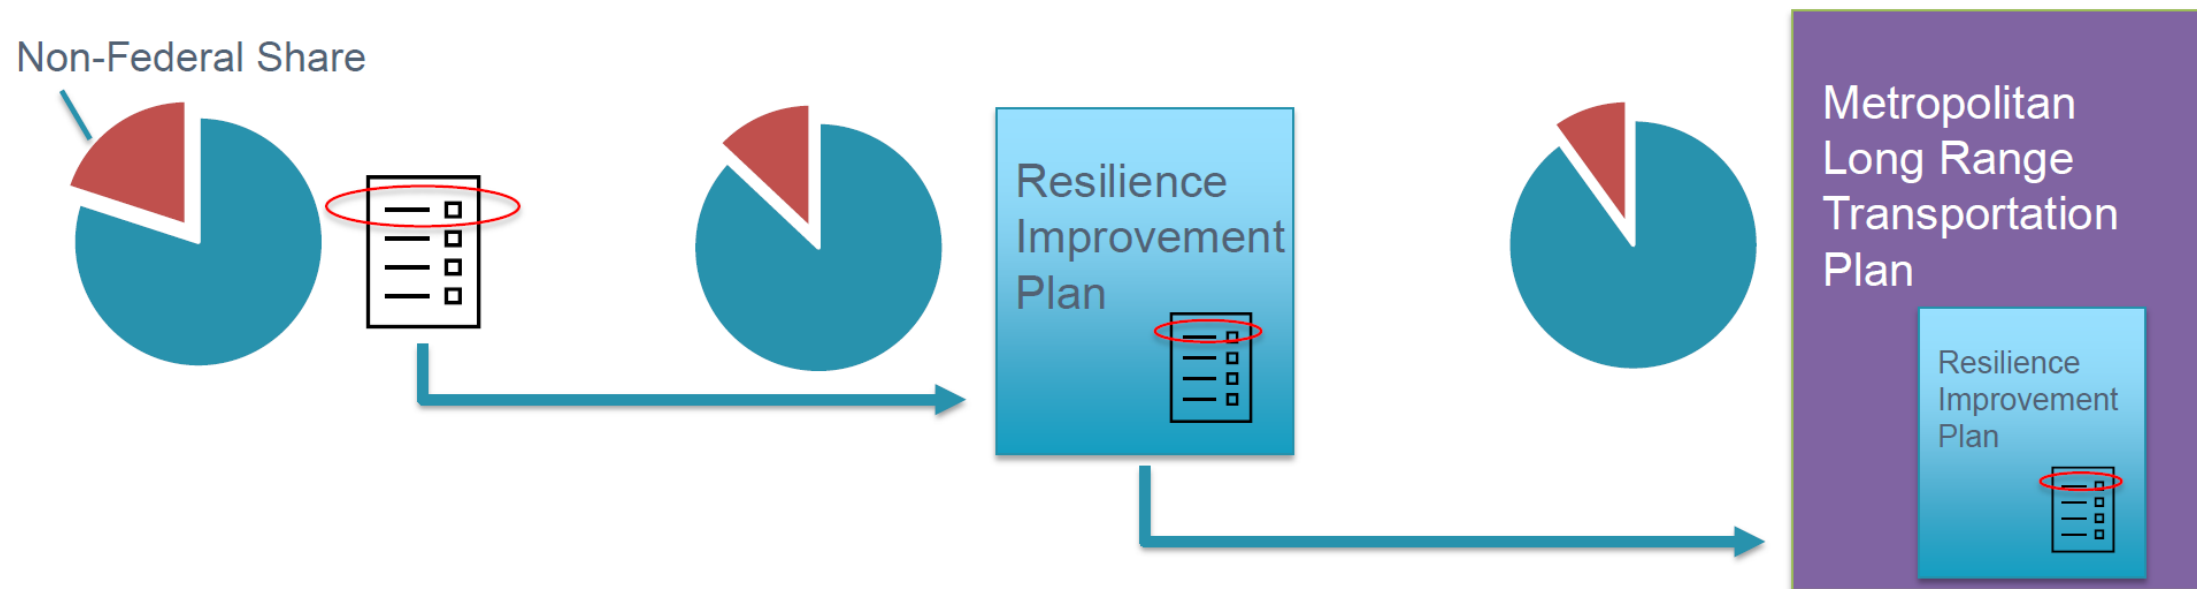 Non-Federal Share
Resilience
Improvement
Plan
Metropolitan
Long Range
Transportation
Plan
Resilience
Improvement
Plan